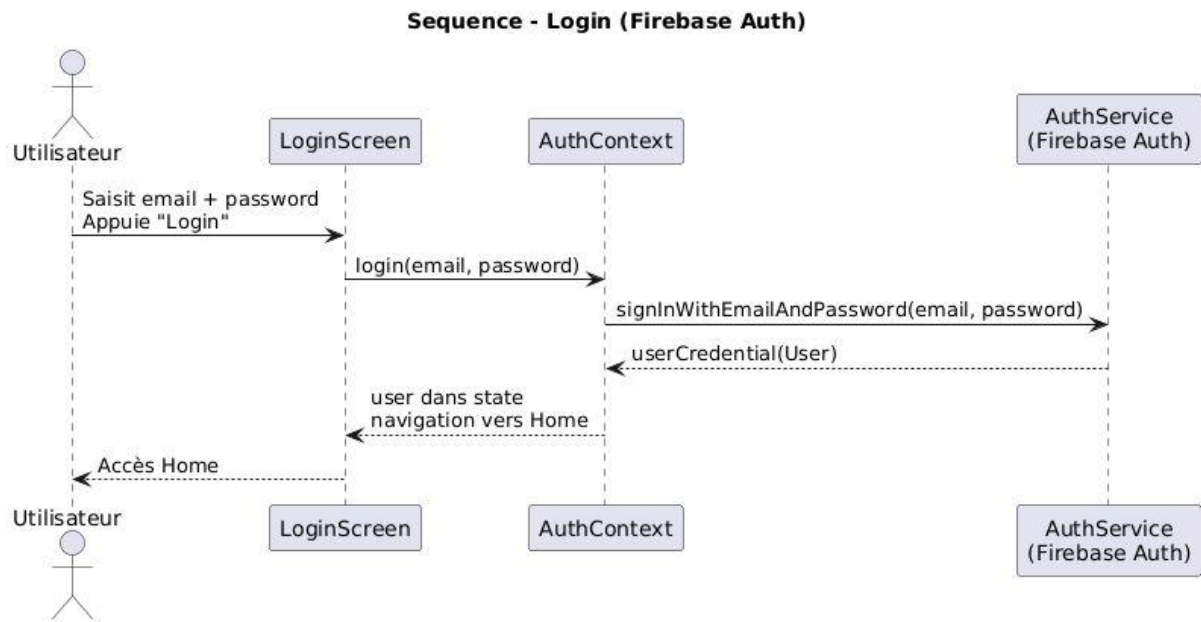 Sequence - Login (Firebase Auth)
Utilisateur
LoginScreen
AuthContext
AuthService
(Firebase Auth)
Saisit email + password
Appuie "Login"
login(email, password)
signInWithEmailAndPassword(email, password)
userCredential(User)
user dans state
navigation vers Home
Accès Home
Utilisateur
LoginScreen
AuthContext
AuthService
(Firebase Auth)